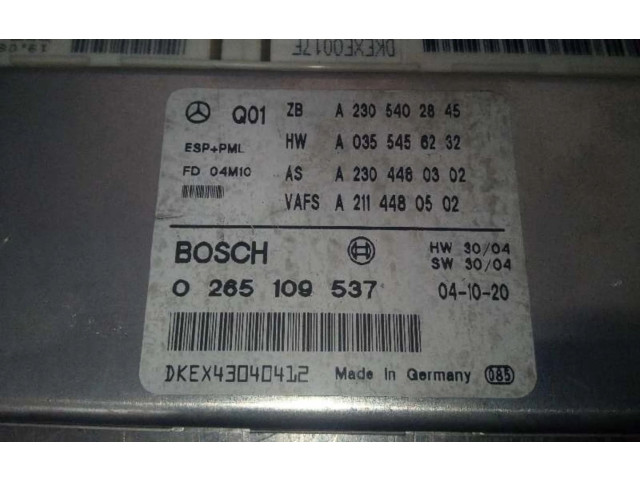 DKEXE0017E
Q01 ZB A 230 540 28 45
ESP+PML HW A 035 545 62 32
FD 04M10 AS A 230 448 03 02
VAFS A 211 448 05 02
BOSCH HW 30/04
SW 30/04
0 265 109 537 04-10-20
DKEX43040412 Made in Germany 085